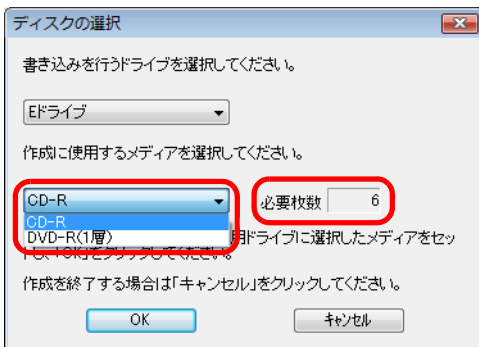 ディスクの選択
書き込みを行うドライブを選択してください。
Eドライブ
作成に使用するメディアを選択してください。
CD-R
必要枚数 6
CD-R
DVD-R(1層)
用ドライブに選択したメディアをセッ
作成を終了する場合は「キャンセル」をクリックしてください。
OK キャンセル